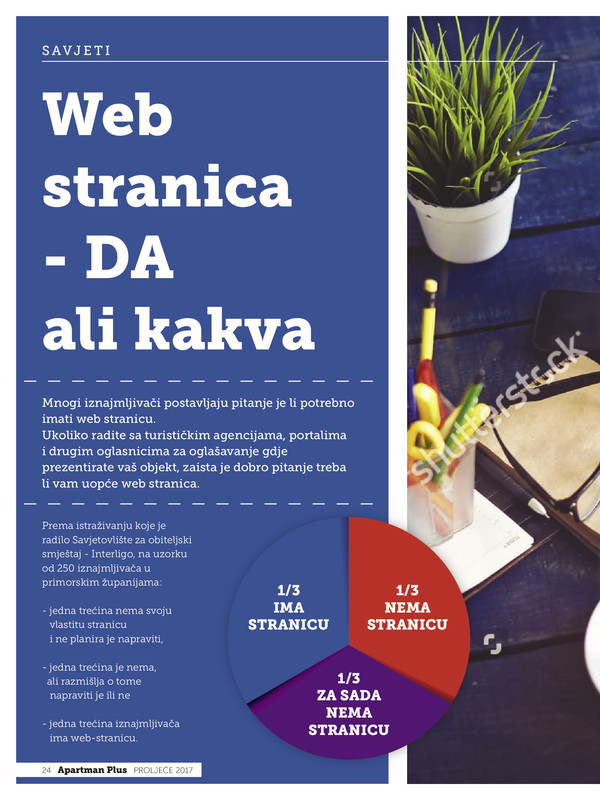 SAVJETI
Web
stranica
- DA
ali kakva
Mnogi iznajmljivači postavljaju pitanje je li potrebno
imati web stranicu.
Ukoliko radite sa turističkim agencijama, portalima
i drugim oglasnicima za oglašavanje gdje
prezentirate vaš objekt, zaista je dobro pitanje treba
li vam uopće web stranica.
Prema istraživanju koje je
radilo Savjetovlište za obiteljski
smještaj - Interligo, na uzorku
od 250 iznajmljivača u
primorskim županijama:
- jedna trećina nema svoju
vlastitu stranicu
i ne planira je napraviti,
- jedna trećina je nema,
ali razmišlja o tome
napraviti je ili ne
- jedna trećina iznajmljivača
ima web-stranicu.
1/3
IMA
STRANICU
1/3
NEMA
STRANICU
1/3
ZA SADA
NEMA
STRANICU
shutterstock
24 Apartman Plus PROLJEĆE 2017